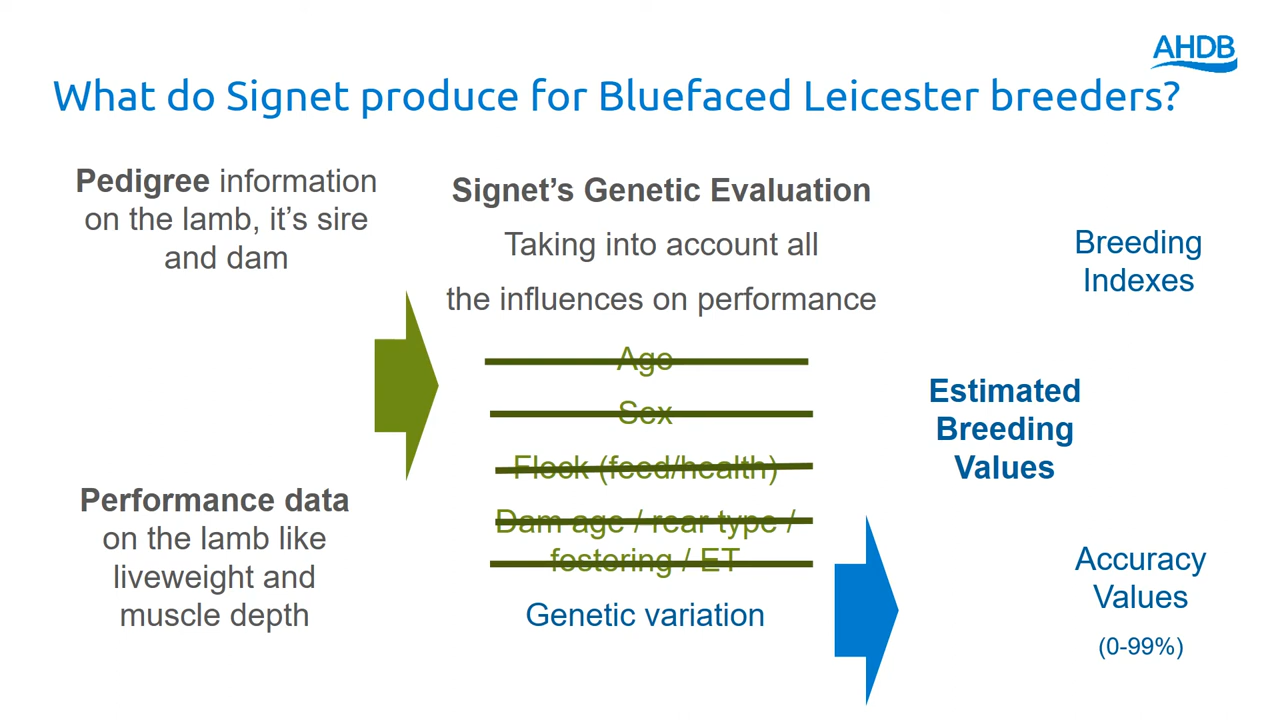 AHDB
What do Signet produce for Bluefaced Leicester breeders?
Pedigree information
on the lamb, it's sire
and dam
Performance data
on the lamb like
liveweight and
muscle depth
Signet’s Genetic Evaluation
Taking into account all
the influences on performance
Age
Sex
Flock (feed/health)
Dam age / rear type /
fostering / ET
Genetic variation
Estimated
Breeding
Values
Breeding
Indexes
Accuracy
Values
(0-99%)